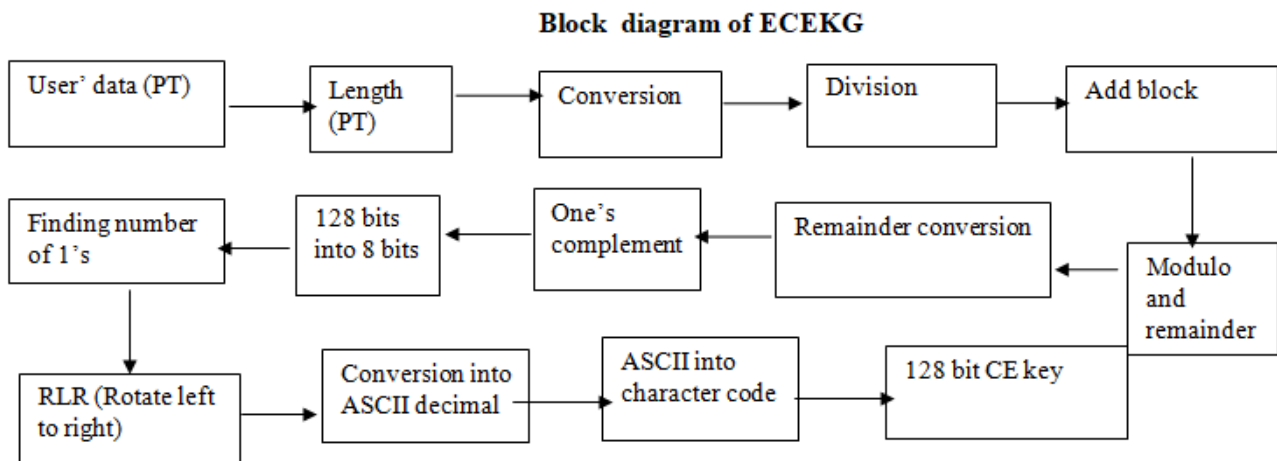 Block diagram of ECEKG
User’ data (PT)
Length
(PT)
Conversion
Division
Add block
Finding number
of 1’s
128 bits
into 8 bits
One’s
complement
Remainder conversion
Modulo
and
remainder
RLR (Rotate left
to right)
Conversion into
ASCII decimal
ASCII into
character code
128 bit CE key